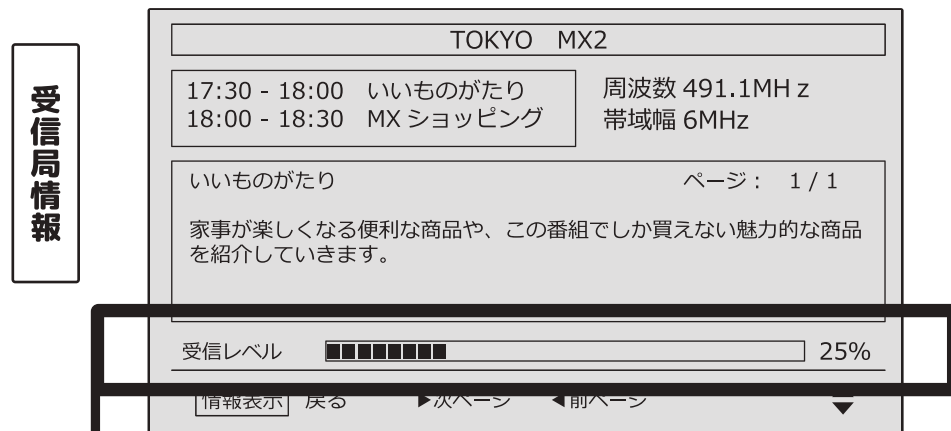 受信局情報
TOKYO MX2
17:30 - 18:00 いいものがたり
18:00 - 18:30 MX ショッピング
周波数 491.1MH z
帯域幅 6MHz
いいものがたり ページ： 1 / 1
家事が楽しくなる便利な商品や、この番組でしか買えない魅力的な商品
を紹介していきます。
受信レベル 25%
情報表示 戻る ▶次ページ ◀前ページ